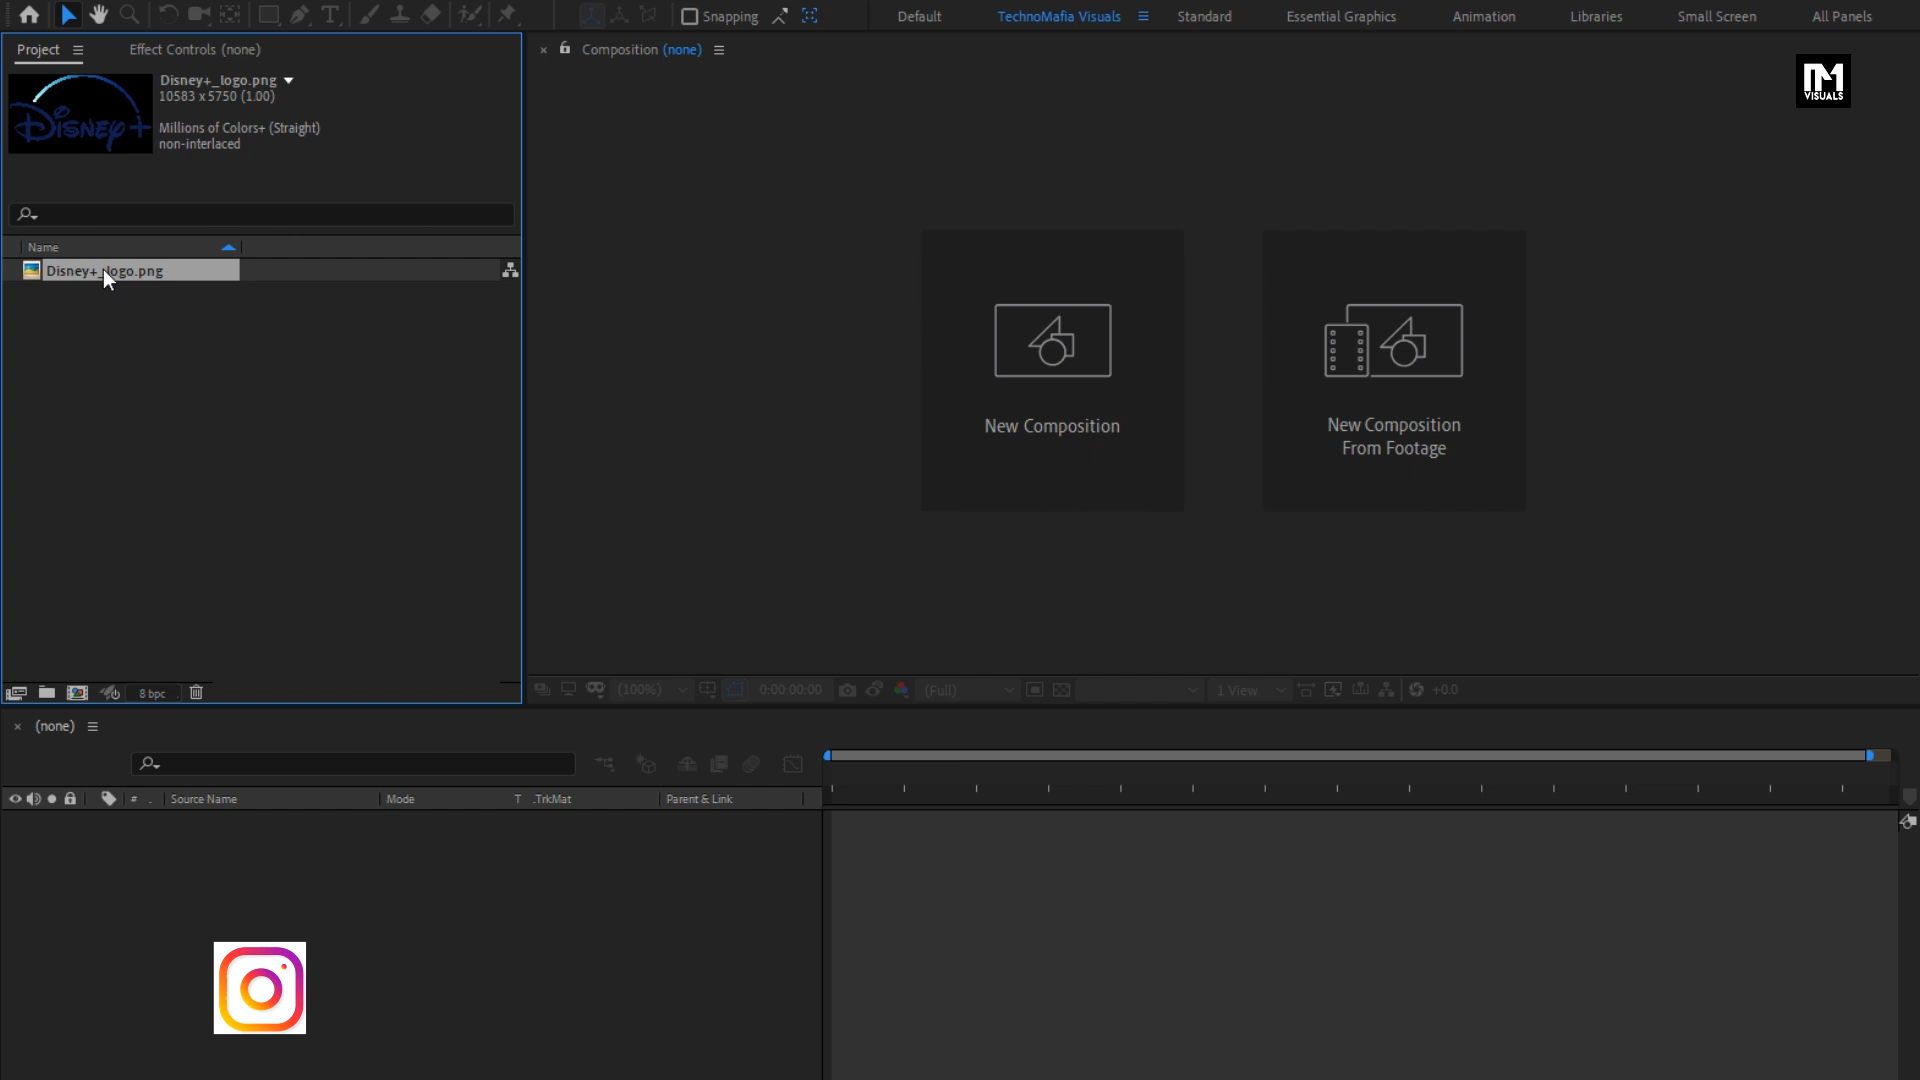 Snapping
Default
TechnoMafia Visuals
Standard
Essential Graphics
Animation
Libraries
Small Screen
All Panels
Project
Effect Controls (none)
Composition (none)
Disney+_logo.png
10583 x 5750 (1.00)
Millions of Colors+ (Straight)
non-interlaced
DISNEY+
TM
VISUALS
Name
Disney+_logo.png
New Composition
New Composition
From Footage
8 bpc
(100%)
0:00:00:00
(Full)
1 View
+0.0
(none)
# . Source Name
Mode
T .TrkMat
Parent & Link